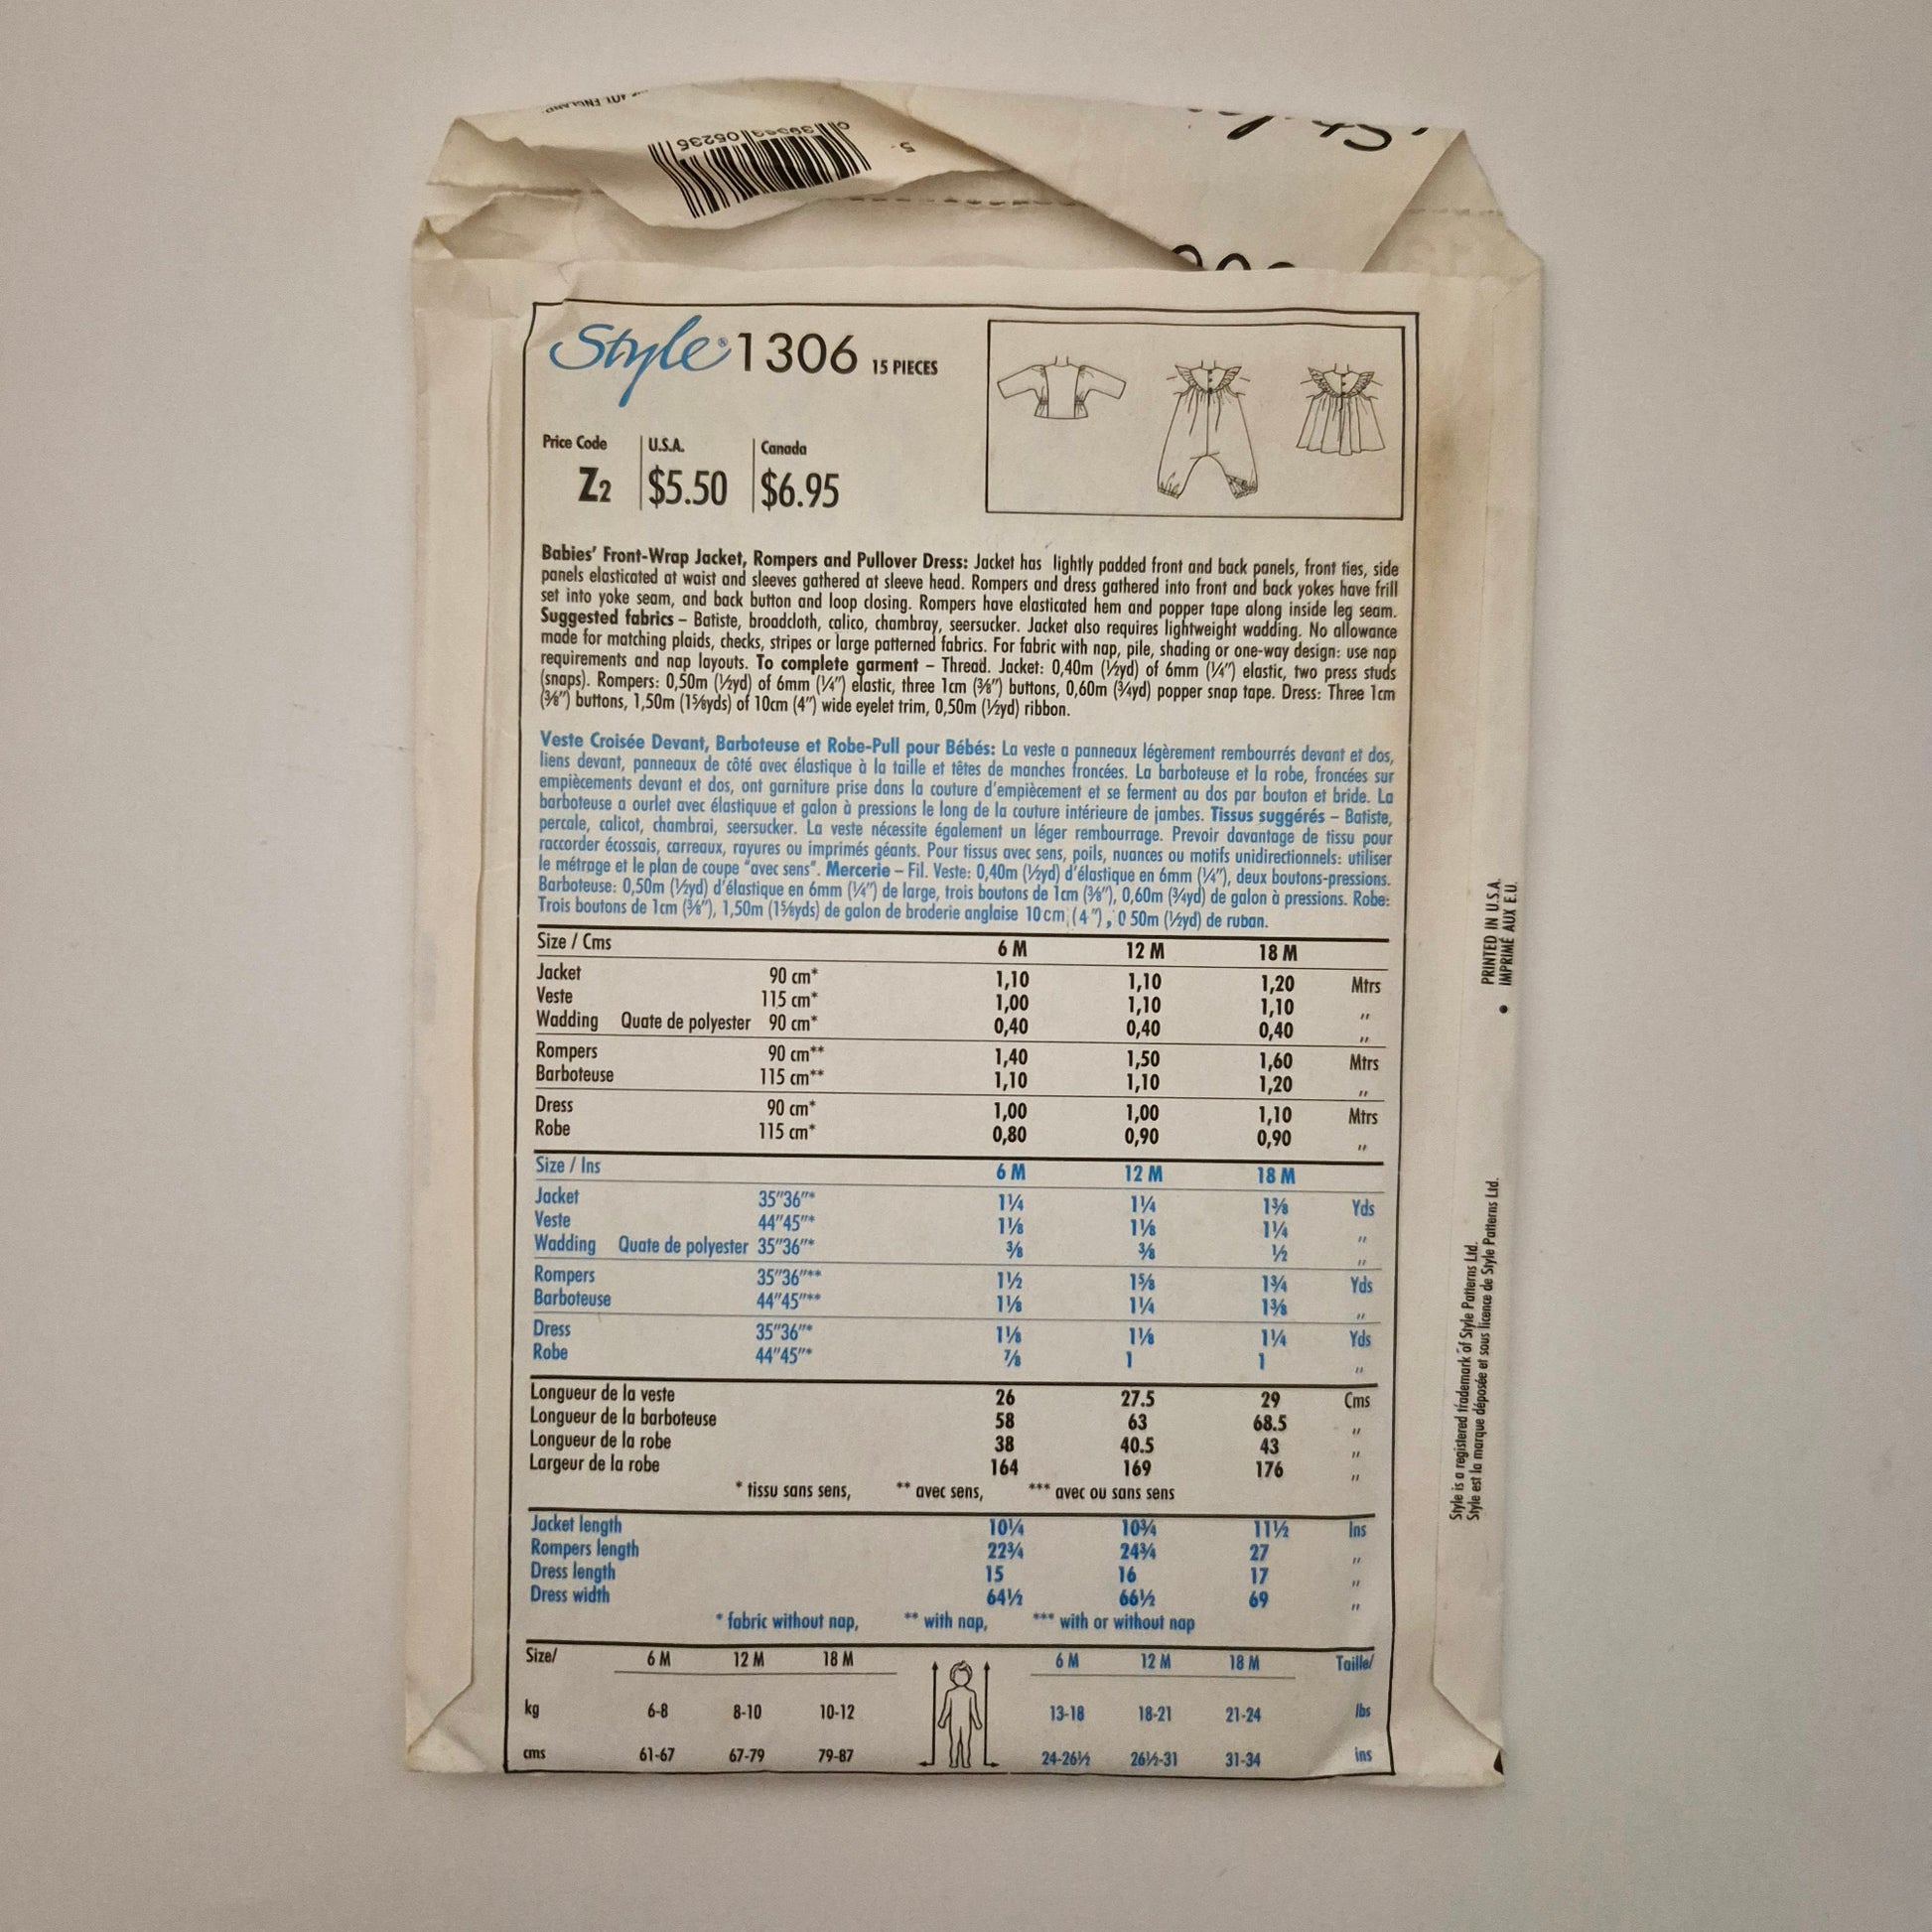 0 39363 05236
5
Style
Style® 1306 15 PIECES
Price Code U.S.A. Canada
Z2 $5.50 $6.95
Babies' Front-Wrap Jacket, Rompers and Pullover Dress: Jacket has lightly padded front and back panels, front ties, side
panels elasticated at waist and sleeves gathered at sleeve head. Rompers and dress gathered into front and back yokes have frill
set into yoke seam, and back button and loop closing. Rompers have elasticated hem and popper tape along inside leg seam.
Suggested fabrics – Batiste, broadcloth, calico, chambray, seersucker. Jacket also requires lightweight wadding. No allowance
made for matching plaids, checks, stripes or large patterned fabrics. For fabric with nap, pile, shading or one-way design: use nap
requirements and nap layouts. To complete garment – Thread. Jacket: 0,40m (½yd) of 6mm (¼") elastic, two press studs
(snaps). Rompers: 0,50m (½yd) of 6mm (¼") elastic, three 1cm (⅜") buttons, 0,60m (¾yd) popper snap tape. Dress: Three 1cm
(⅜") buttons, 1,50m (1⅝yds) of 10cm (4") wide eyelet trim, 0,50m (½yd) ribbon.
Veste Croisée Devant, Barboteuse et Robe-Pull pour Bébés: La veste a panneaux légèrement rembourrés devant et dos,
liens devant, panneaux de côté avec élastique à la taille et têtes de manches froncées. La barboteuse et la robe, froncées sur
empiècements devant et dos, ont garniture prise dans la couture d'empiècement et se ferment au dos par bouton et bride. La
barboteuse a ourlet avec élastiquue et galon à pressions le long de la couture intérieure de jambes. Tissus suggérés – Batiste,
percale, calicot, chambrai, seersucker. La veste nécessite également un léger rembourrage. Prevoir davantage de tissu pour
raccorder écossais, carreaux, rayures ou imprimés géants. Pour tissus avec sens, poils, nuances ou motifs unidirectionnels: utiliser
le métrage et le plan de coupe "avec sens". Mercerie – Fil. Veste: 0,40m (½yd) d'élastique en 6mm (¼"), deux boutons-pressions.
Barboteuse: 0,50m (½yd) d'élastique en 6mm (¼") de large, trois boutons de 1cm (⅜"), 0,60m (¾yd) de galon à pressions. Robe:
Trois boutons de 1cm (⅜"), 1,50m (1⅝yds) de galon de broderie anglaise 10cm (4"), 0 50m (½yd) de ruban.
Size / Cms 6 M 12 M 18 M
Jacket 90 cm* 1,10 1,10 1,20 Mtrs
Veste 115 cm* 1,00 1,10 1,10 ,,
Wadding Quate de polyester 90 cm* 0,40 0,40 0,40 ,,
Rompers 90 cm** 1,40 1,50 1,60 Mtrs
Barboteuse 115 cm** 1,10 1,10 1,20 ,,
Dress 90 cm* 1,00 1,00 1,10 Mtrs
Robe 115 cm* 0,80 0,90 0,90 ,,
Size / Ins 6 M 12 M 18 M
Jacket 35"36"* 1¼ 1¼ 1⅜ Yds
Veste 44"45"* 1⅛ 1⅛ 1¼ ,,
Wadding Quate de polyester 35"36"* ⅜ ⅜ ½ ,,
Rompers 35"36"** 1½ 1⅝ 1¾ Yds
Barboteuse 44"45"** 1⅛ 1¼ 1⅜ ,,
Dress 35"36"* 1⅛ 1⅛ 1¼ Yds
Robe 44"45"* ⅞ 1 1 ,,
Longueur de la veste 26 27.5 29 Cms
Longueur de la barboteuse 58 63 68.5 ,,
Longueur de la robe 38 40.5 43 ,,
Largeur de la robe 164 169 176 ,,
* tissu sans sens, ** avec sens, *** avec ou sans sens
Jacket length 10¼ 10¾ 11½ Ins
Rompers length 22¾ 24¾ 27 ,,
Dress length 15 16 17 ,,
Dress width 64½ 66½ 69 ,,
* fabric without nap, ** with nap, *** with or without nap
Size/ 6 M 12 M 18 M 6 M 12 M 18 M Taille/
kg 6-8 8-10 10-12 13-18 18-21 21-24 lbs
cms 61-67 67-79 79-87 24-26½ 26½-31 31-34 ins
Style is a registered trademark of Style Patterns Ltd.
Style est la marque déposée et sous licence de Style Patterns Ltd.
• PRINTED IN U.S.A.
IMPRIMÉ AUX E.U.